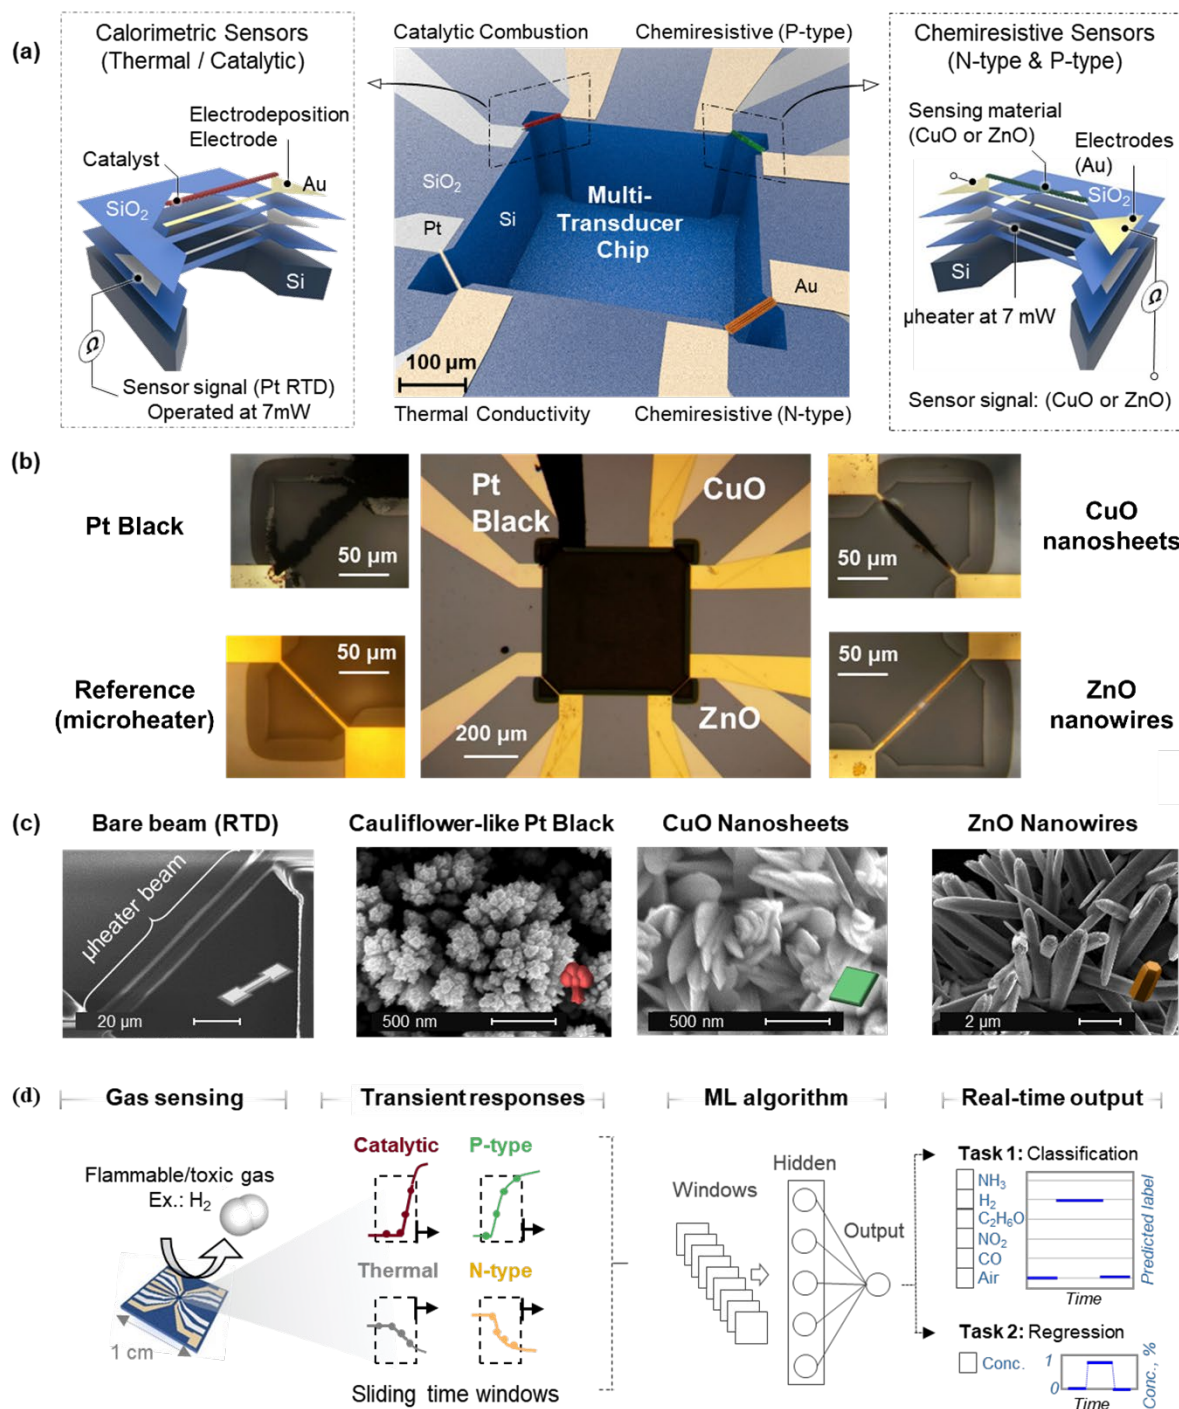 (a)
Calorimetric Sensors
(Thermal / Catalytic)
Electrodeposition
Electrode
Catalyst
Au
SiO2
Si
Ω
Sensor signal (Pt RTD)
Operated at 7mW
Catalytic Combustion
Chemiresistive (P-type)
SiO2
Pt
Si
Multi-
Transducer
Chip
Au
100 µm
Thermal Conductivity
Chemiresistive (N-type)
Chemiresistive Sensors
(N-type & P-type)
Sensing material
(CuO or ZnO)
Electrodes
(Au)
SiO2
Si
Ω
µheater at 7 mW
Sensor signal: (CuO or ZnO)
(b)
Pt Black
50 µm
Pt
Black
CuO
ZnO
200 µm
50 µm
CuO
nanosheets
Reference
(microheater)
50 µm
50 µm
ZnO
nanowires
(c)
Bare beam (RTD)
µheater beam
20 µm
Cauliflower-like Pt Black
500 nm
CuO Nanosheets
500 nm
ZnO Nanowires
2 µm
(d)
Gas sensing
Flammable/toxic gas
Ex.: H2
1 cm
Transient responses
Catalytic
P-type
Thermal
N-type
Sliding time windows
ML algorithm
Hidden
Windows
Output
Real-time output
Task 1: Classification
NH3
H2
C2H6O
NO2
CO
Air
Predicted label
Time
Task 2: Regression
Conc.
1
0
Conc., %
Time